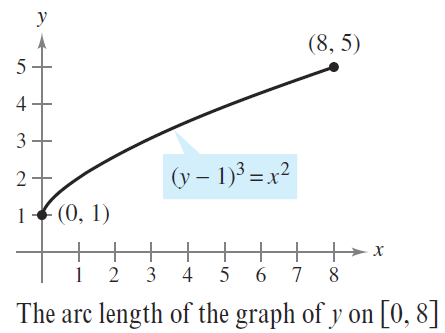 y
(8, 5)
5
4
3
2
(y – 1)³ = x²
1
(0, 1)
x
1 2 3 4 5 6 7 8
The arc length of the graph of y on [0, 8]